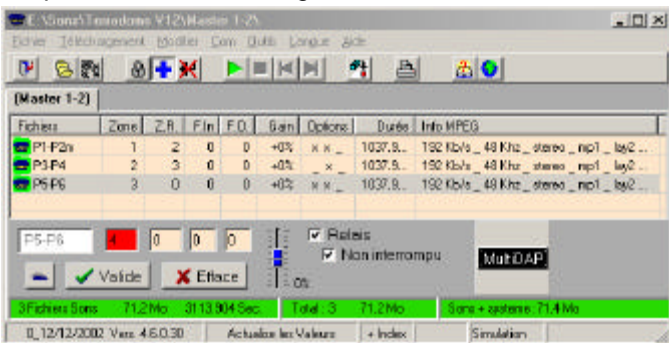 E:\Sons\Terradome V12\Master 1-2\
Fichier Téléchargement Modifier Com Outils Langue Aide
(Master 1-2)
Fichiers Zone Z.R. F.In F.O. Gain Options Durée Info MPEG
P1-P2n 1 2 0 0 +0% x x _ 1037.9... 192 Kb/s _ 48 Khz _ stereo _ mp1 _ lay2 ...
P3-P4 2 3 0 0 +0% _ x _ 1037.9... 192 Kb/s _ 48 Khz _ stereo _ mp1 _ lay2 ...
P5-P6 3 0 0 0 +0% x x _ 1037.9... 192 Kb/s _ 48 Khz _ stereo _ mp1 _ lay2 ...
P5-P6 4 0 0 0 Relais
Non interrompu MultiDAP
Valide Efface 0%
3 Fichiers Sons 71,2 Mo 3113,904 Sec. Total : 3 71,2 Mo Sons + systeme : 71,4 Mo
0_12/12/2002 Vers 4.6.0.30 Actualise les Valeurs + Index Simulation